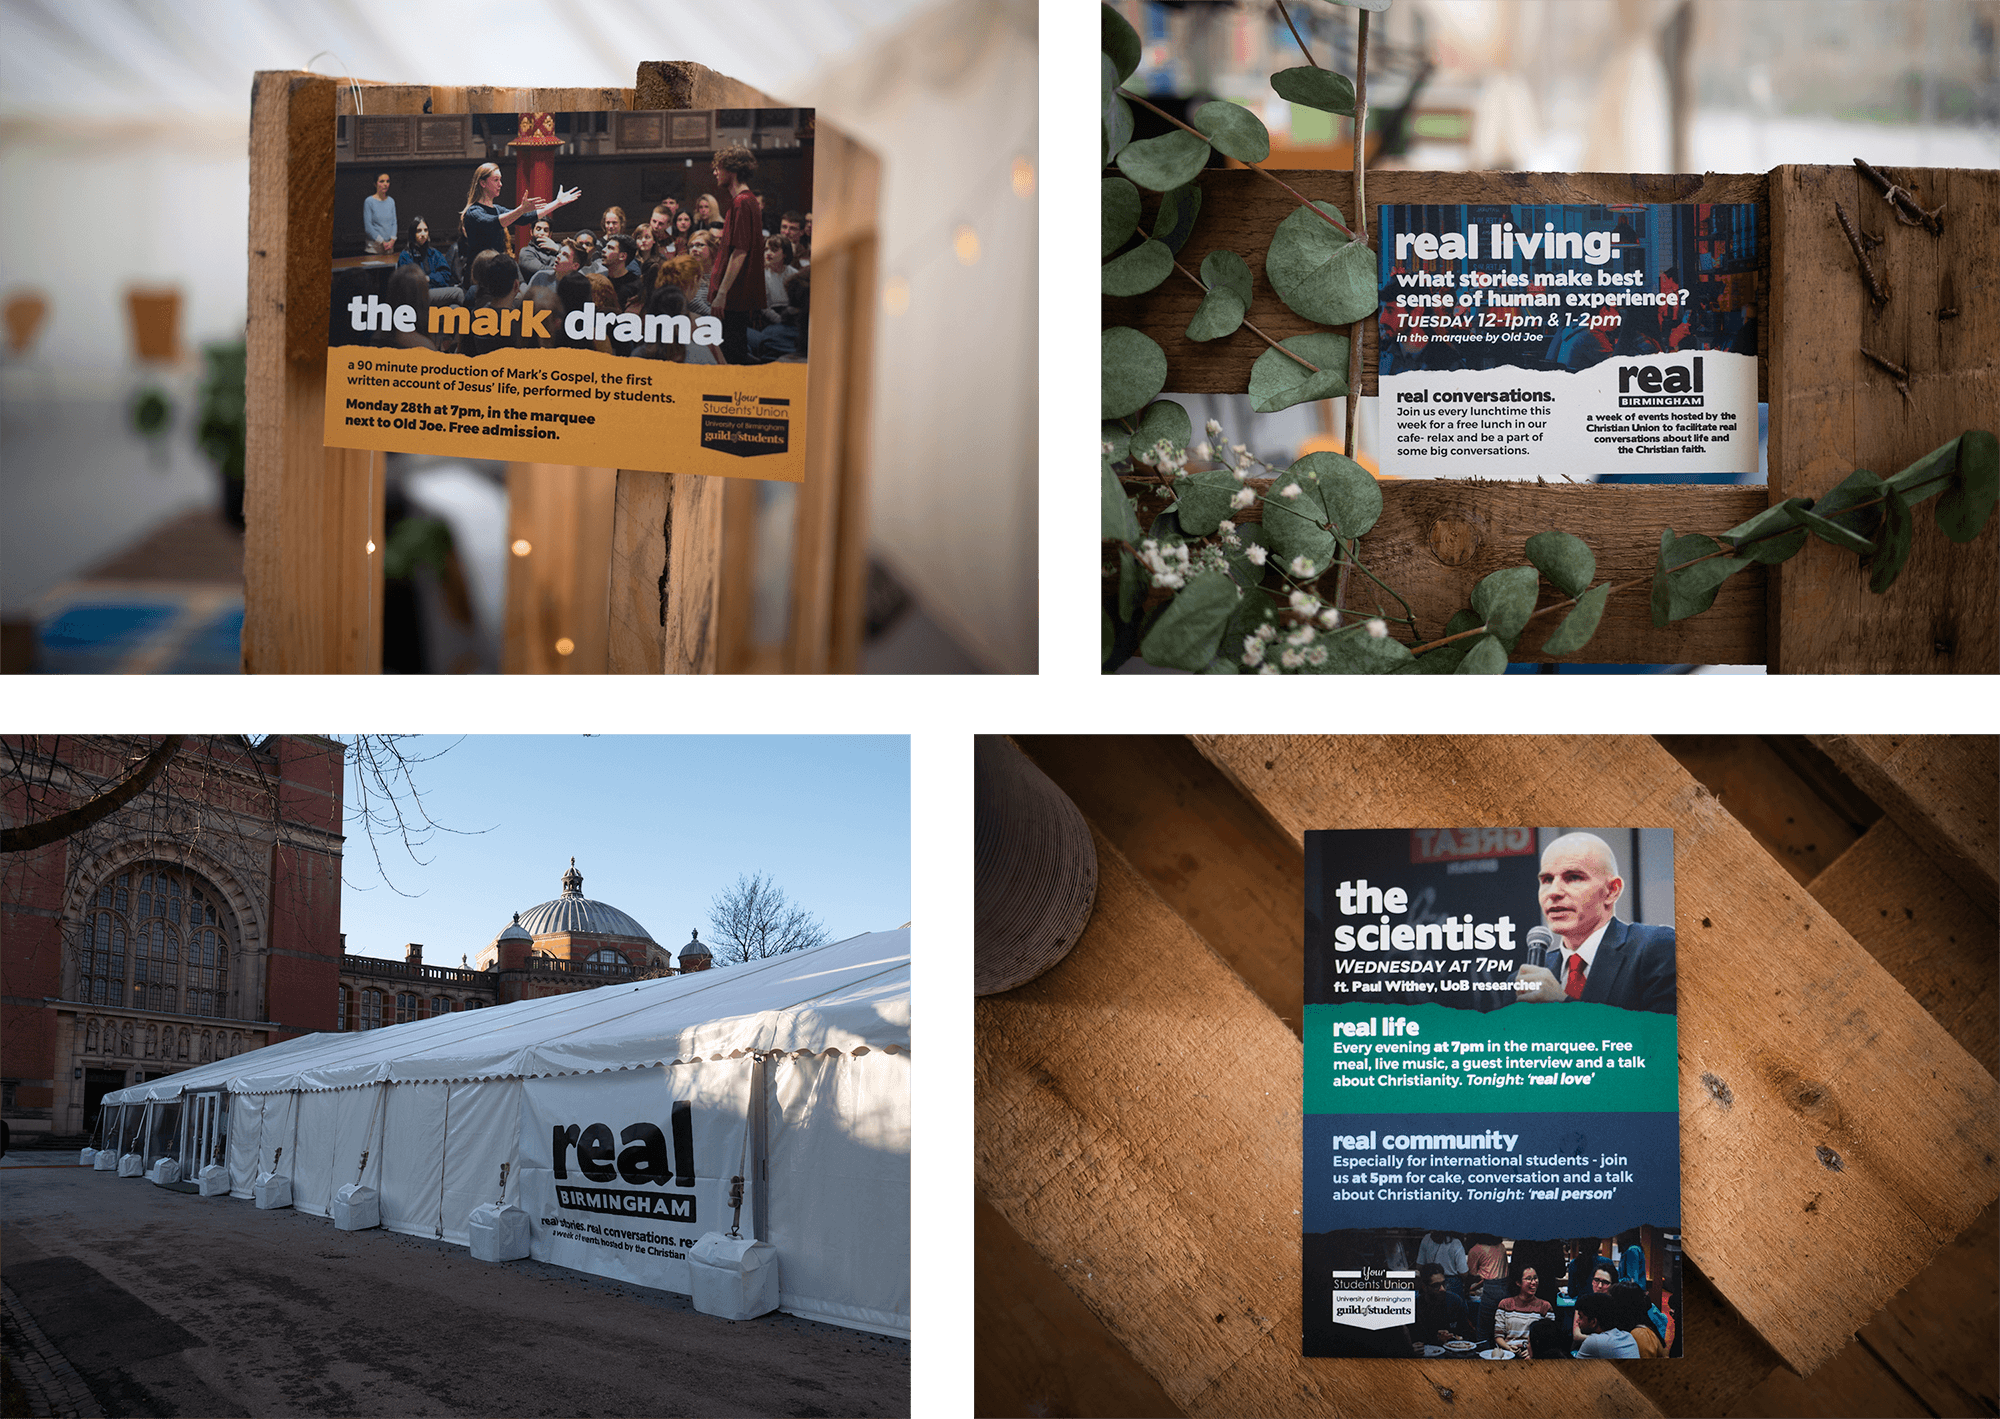 the mark drama
a 90 minute production of Mark's Gospel, the first
written account of Jesus' life, performed by students.
Monday 28th at 7pm, in the marquee
next to Old Joe. Free admission.
Your
Students' Union
University of Birmingham
guild of students
real living:
what stories make best
sense of human experience?
TUESDAY 12-1pm & 1-2pm
in the marquee by Old Joe
real conversations.
Join us every lunchtime this
week for a free lunch in our
cafe- relax and be a part of
some big conversations.
real
BIRMINGHAM
a week of events hosted by the
Christian Union to facilitate real
conversations about life and
the Christian faith.
real
BIRMINGHAM
real stories. real conversations. re
a week of events hosted by the Christian
GREAT
the
scientist
WEDNESDAY AT 7PM
ft. Paul Withey, UoB researcher
real life
Every evening at 7pm in the marquee. Free
meal, live music, a guest interview and a talk
about Christianity. Tonight: 'real love'
real community
Especially for international students - join
us at 5pm for cake, conversation and a talk
about Christianity. Tonight: 'real person'
Your
Students' Union
University of Birmingham
guild of students